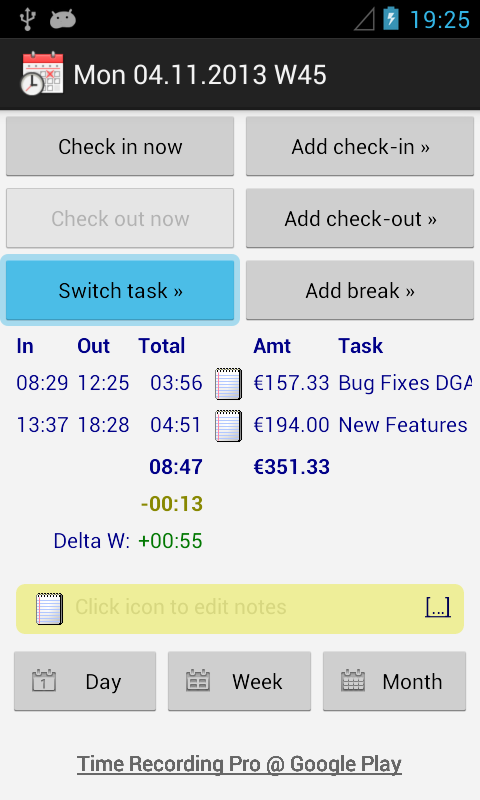 19:25
Mon 04.11.2013 W45
Check in now Add check-in »
Check out now Add check-out »
Switch task » Add break »
In Out Total Amt Task
08:29 12:25 03:56 €157.33 Bug Fixes DGA
13:37 18:28 04:51 €194.00 New Features
08:47 €351.33
-00:13
Delta W: +00:55
Click icon to edit notes [...]
1 Day Week Month
Time Recording Pro @ Google Play